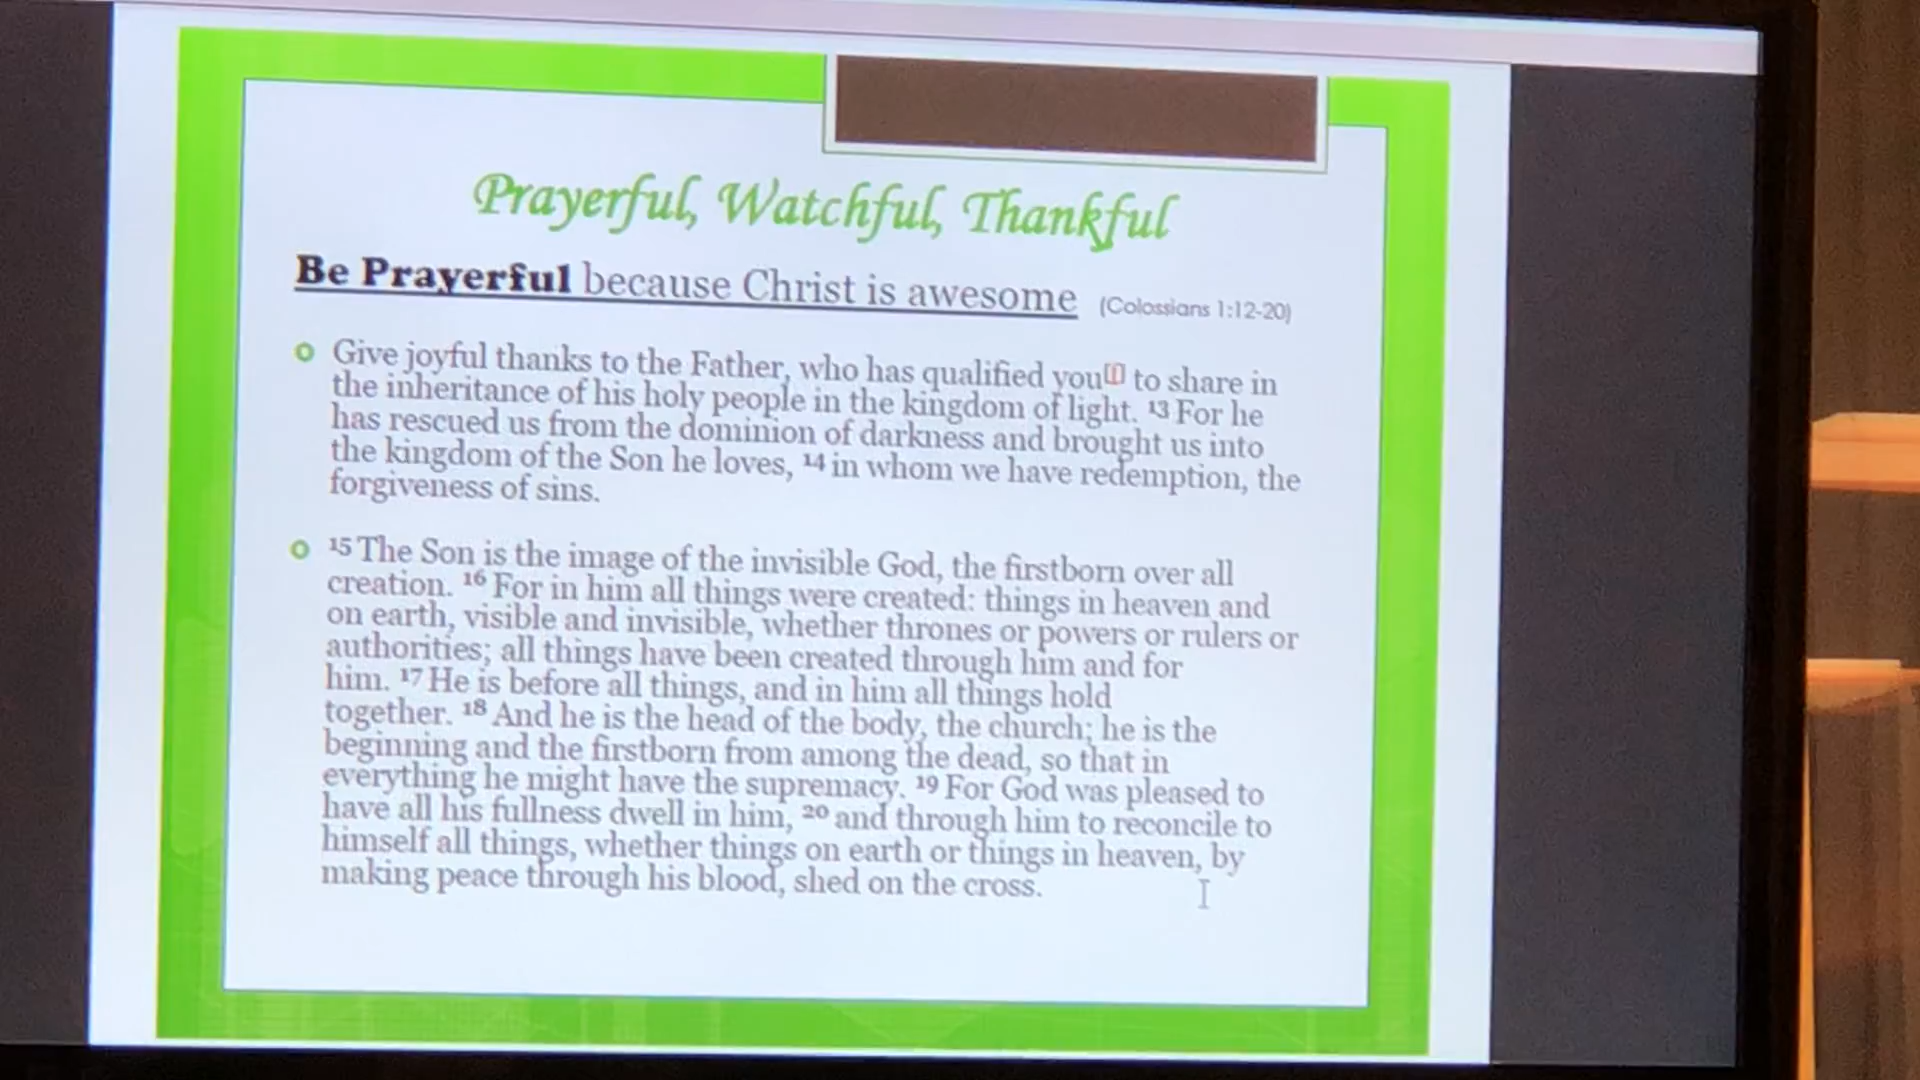 Prayerful, Watchful, Thankful
Be Prayerful because Christ is awesome (Colossians 1:12-20)
Give joyful thanks to the Father, who has qualified you[f] to share in
the inheritance of his holy people in the kingdom of light. 13 For he
has rescued us from the dominion of darkness and brought us into
the kingdom of the Son he loves, 14 in whom we have redemption, the
forgiveness of sins.
15 The Son is the image of the invisible God, the firstborn over all
creation. 16 For in him all things were created: things in heaven and
on earth, visible and invisible, whether thrones or powers or rulers or
authorities; all things have been created through him and for
him. 17 He is before all things, and in him all things hold
together. 18 And he is the head of the body, the church; he is the
beginning and the firstborn from among the dead, so that in
everything he might have the supremacy. 19 For God was pleased to
have all his fullness dwell in him, 20 and through him to reconcile to
himself all things, whether things on earth or things in heaven, by
making peace through his blood, shed on the cross.